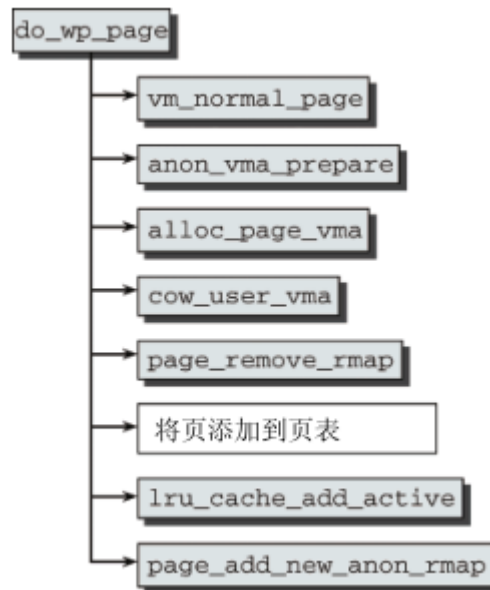 do_wp_page
vm_normal_page
anon_vma_prepare
alloc_page_vma
cow_user_vma
page_remove_rmap
将页添加到页表
lru_cache_add_active
page_add_new_anon_rmap